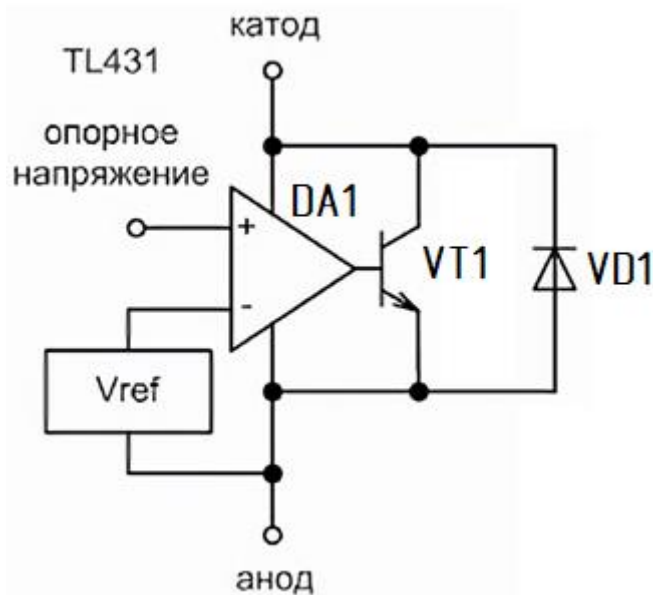 катод
TL431
опорное
напряжение
DA1
+
VT1
VD1
-
Vref
анод